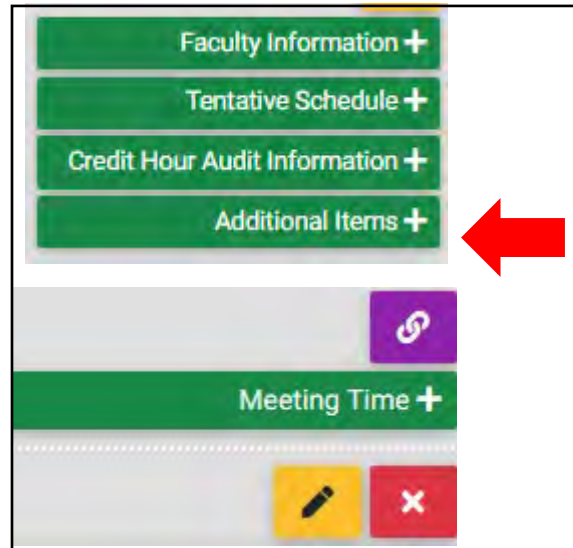 Faculty Information +
Tentative Schedule +
Credit Hour Audit Information +
Additional Items +
Meeting Time +